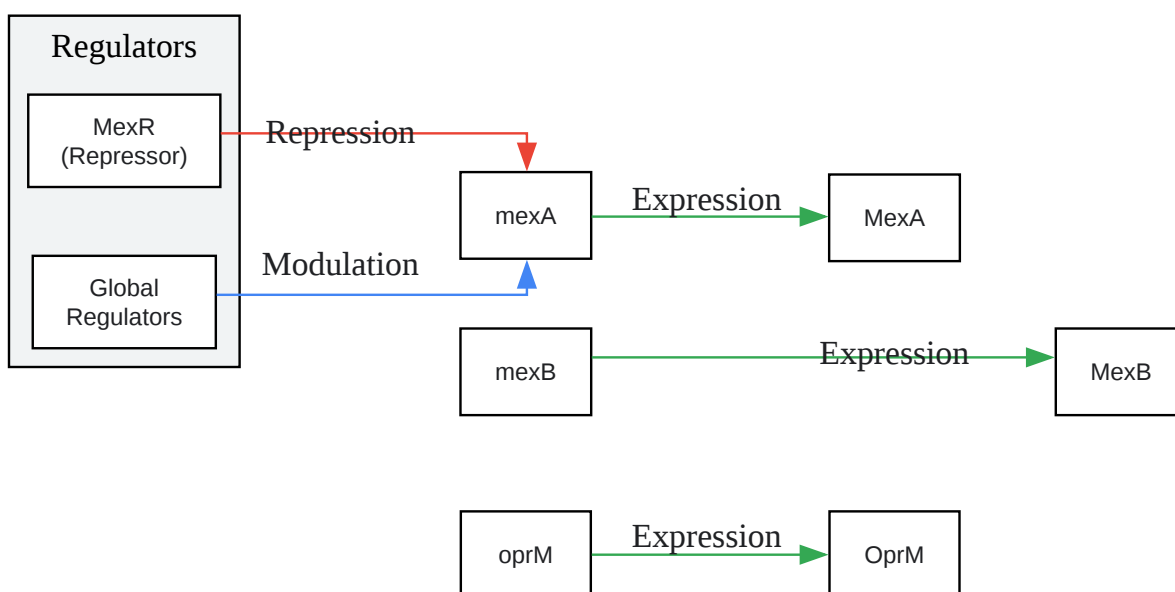 Regulators
MexR
(Repressor)
Repression
mexA
Expression
MexA
Global
Regulators
Modulation
mexB
Expression
MexB
oprM
Expression
OprM